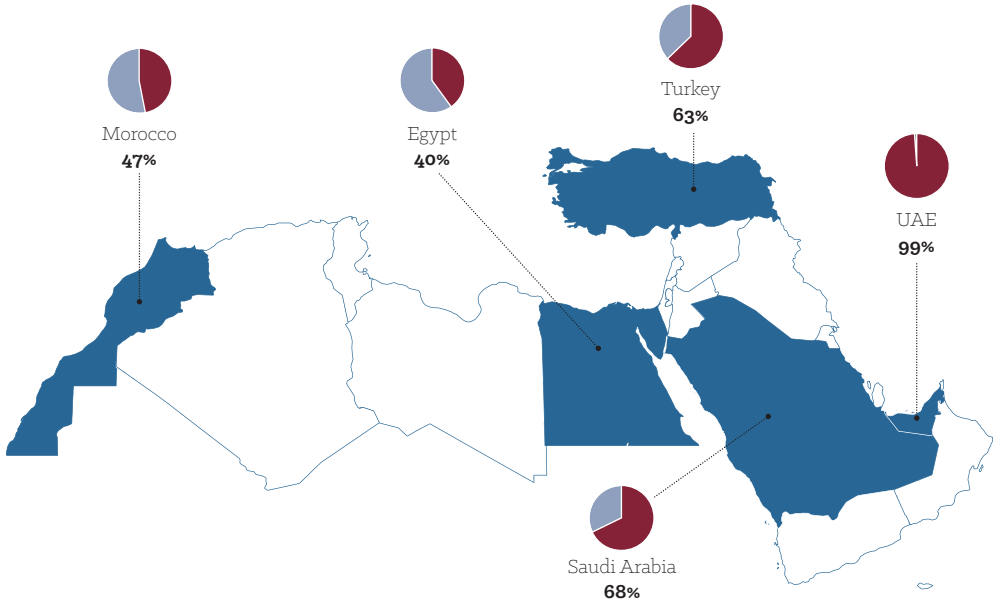 Turkey
63%
Morocco
47%
Egypt
40%
UAE
99%
Saudi Arabia
68%